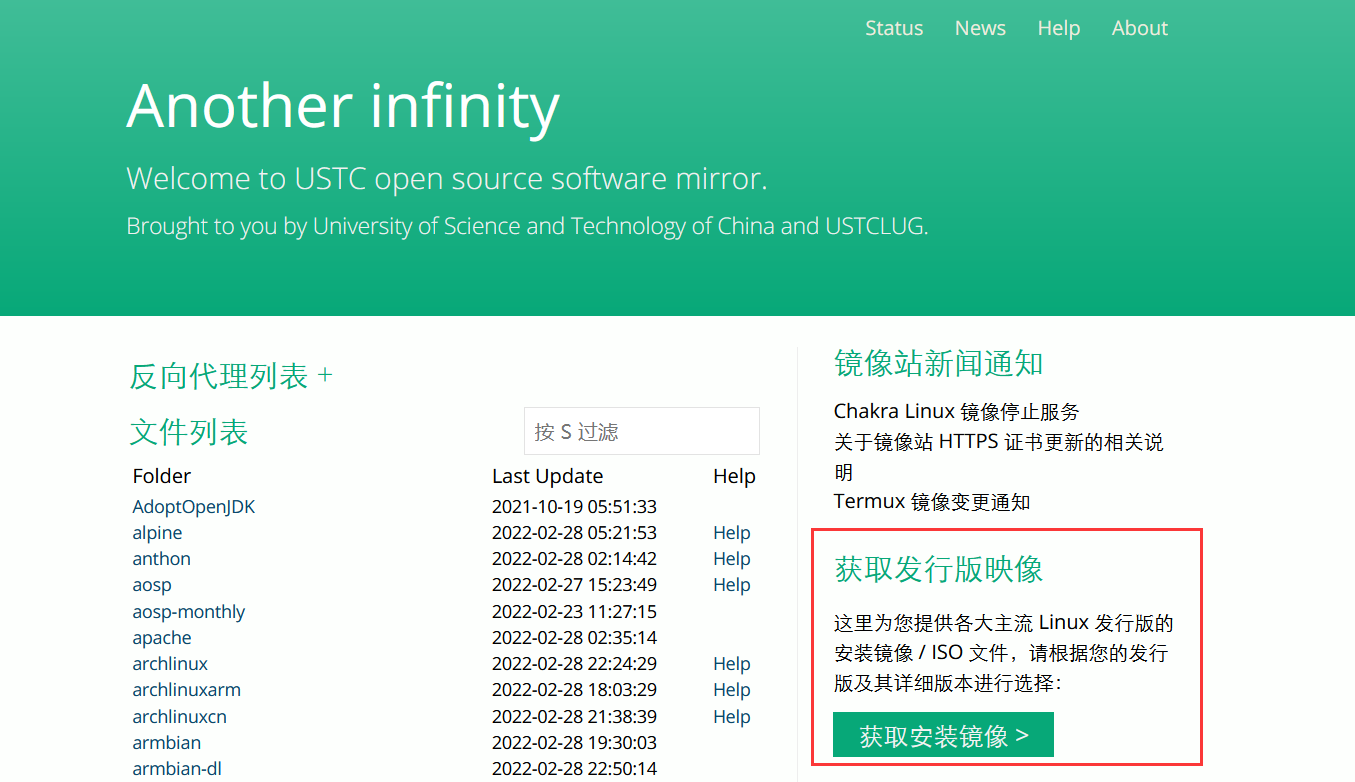 Status News Help About
Another infinity
Welcome to USTC open source software mirror.
Brought to you by University of Science and Technology of China and USTCLUG.
反向代理列表 +
文件列表
按 S 过滤
Folder Last Update Help
AdoptOpenJDK 2021-10-19 05:51:33
alpine 2022-02-28 05:21:53 Help
anthon 2022-02-28 02:14:42 Help
aosp 2022-02-27 15:23:49 Help
aosp-monthly 2022-02-23 11:27:15
apache 2022-02-28 02:35:14
archlinux 2022-02-28 22:24:29 Help
archlinuxarm 2022-02-28 18:03:29 Help
archlinuxcn 2022-02-28 21:38:39 Help
armbian 2022-02-28 19:30:03
armbian-dl 2022-02-28 22:50:14
镜像站新闻通知
Chakra Linux 镜像停止服务
关于镜像站 HTTPS 证书更新的相关说
明
Termux 镜像变更通知
获取发行版映像
这里为您提供各大主流 Linux 发行版的
安装镜像 / ISO 文件，请根据您的发行
版及其详细版本进行选择：
获取安装镜像 >